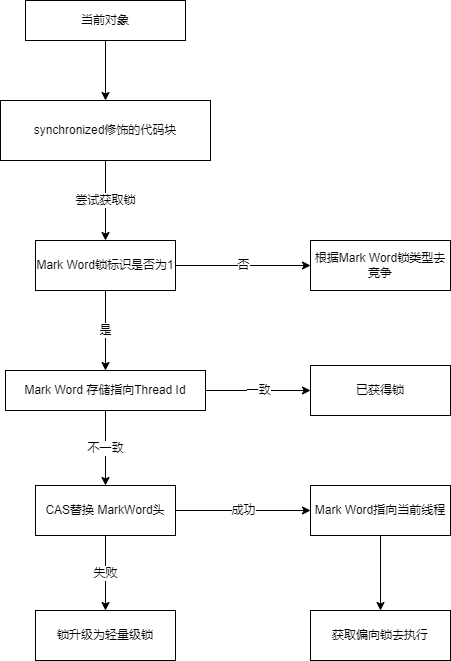 当前对象
synchronized修饰的代码块
尝试获取锁
Mark Word锁标识是否为1
否
根据Mark Word锁类型去
竞争
是
Mark Word 存储指向Thread Id
一致
已获得锁
不一致
CAS替换 MarkWord头
成功
Mark Word指向当前线程
失败
锁升级为轻量级锁
获取偏向锁去执行